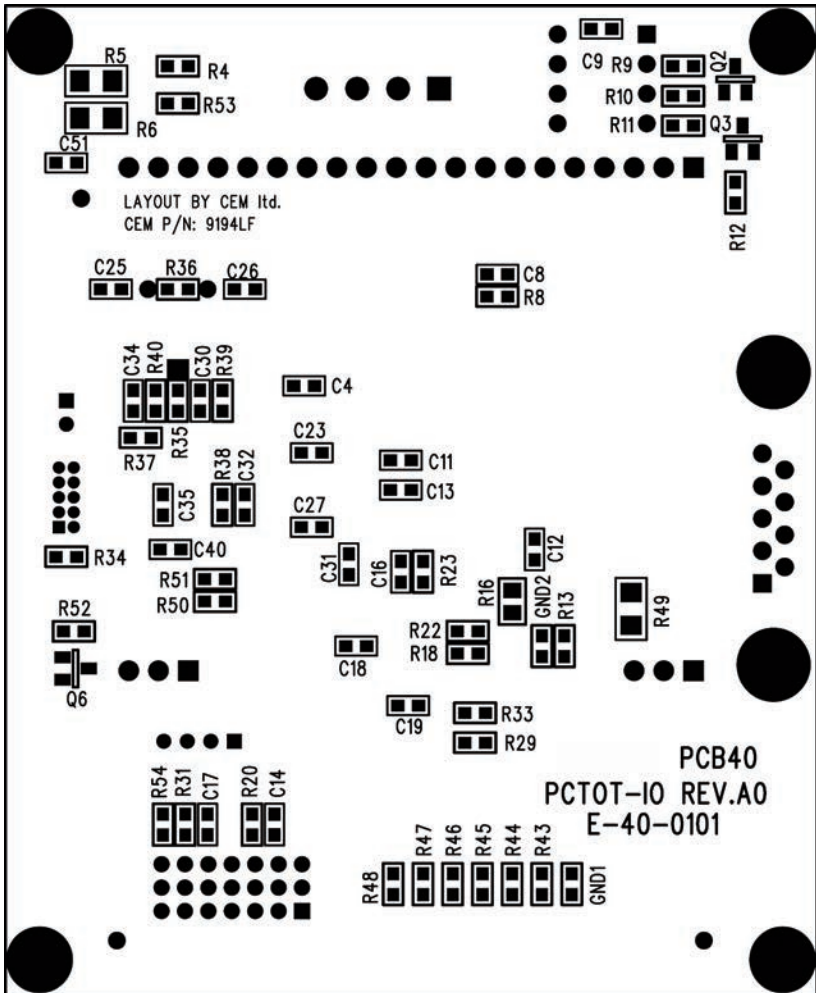 R5
R4
C9
R9
Q2
R53
R10
R6
R11
Q3
C51
LAYOUT BY CEM ltd.
CEM P/N: 9194LF
R12
C25
R36
C26
C8
R8
C34
R40
C30
R39
C4
R37
R35
C23
C11
R38
C32
C13
C35
C27
C40
R34
C31
C16
R23
C12
R51
R50
R16
GND2
R13
R49
R52
R22
R18
C18
Q6
C19
R33
R29
PCB40
R54
R31
C17
R20
C14
PCTOT-IO REV.A0
E-40-0101
R48
R47
R46
R45
R44
R43
GND1